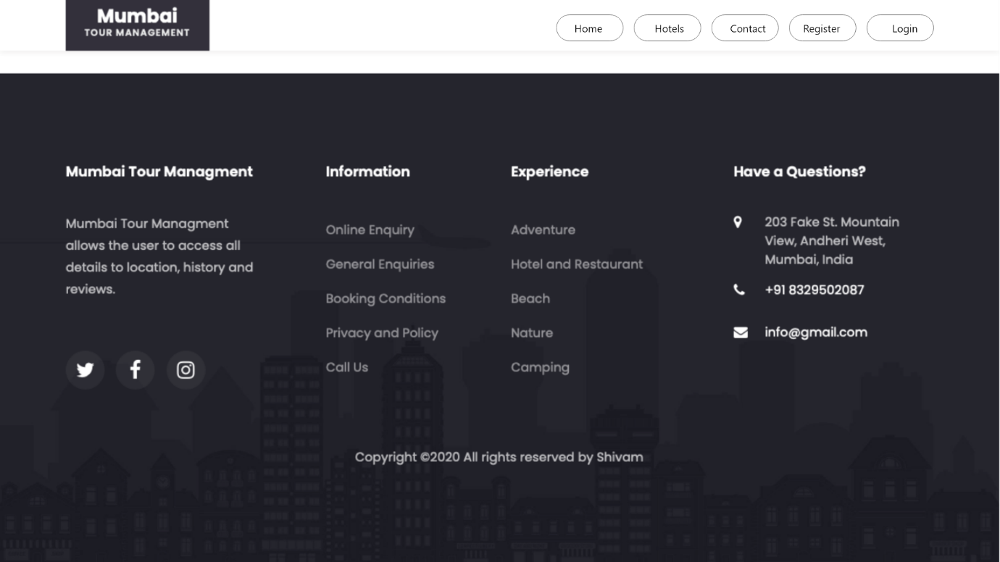 Mumbai
TOUR MANAGEMENT
Home
Hotels
Contact
Register
Login
Mumbai Tour Managment
Mumbai Tour Managment
allows the user to access all
details to location, history and
reviews.
Information
Online Enquiry
General Enquiries
Booking Conditions
Privacy and Policy
Call Us
Experience
Adventure
Hotel and Restaurant
Beach
Nature
Camping
Have a Questions?
203 Fake St. Mountain
View, Andheri West,
Mumbai, India
+91 8329502087
info@gmail.com
Copyright ©2020 All rights reserved by Shivam